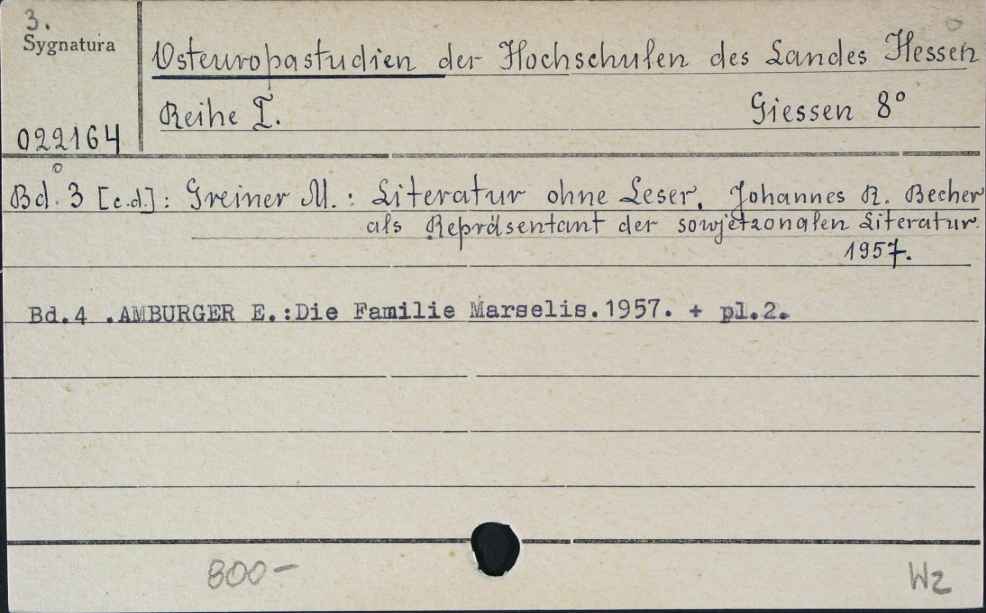 3.
Sygnatura
Osteuropastudien der Hochschulen des Landes Hessen
Reihe I. Giessen 8°
022164
Bd. 3 [c.d.]: Greiner M.: Literatur ohne Leser, Johannes R. Becher
als Repräsentant der sowjetzonalen Literatur.
1957.
Bd.4 .AMBURGER E.:Die Familie Marselis.1957. + pl.2.
800-
Wz